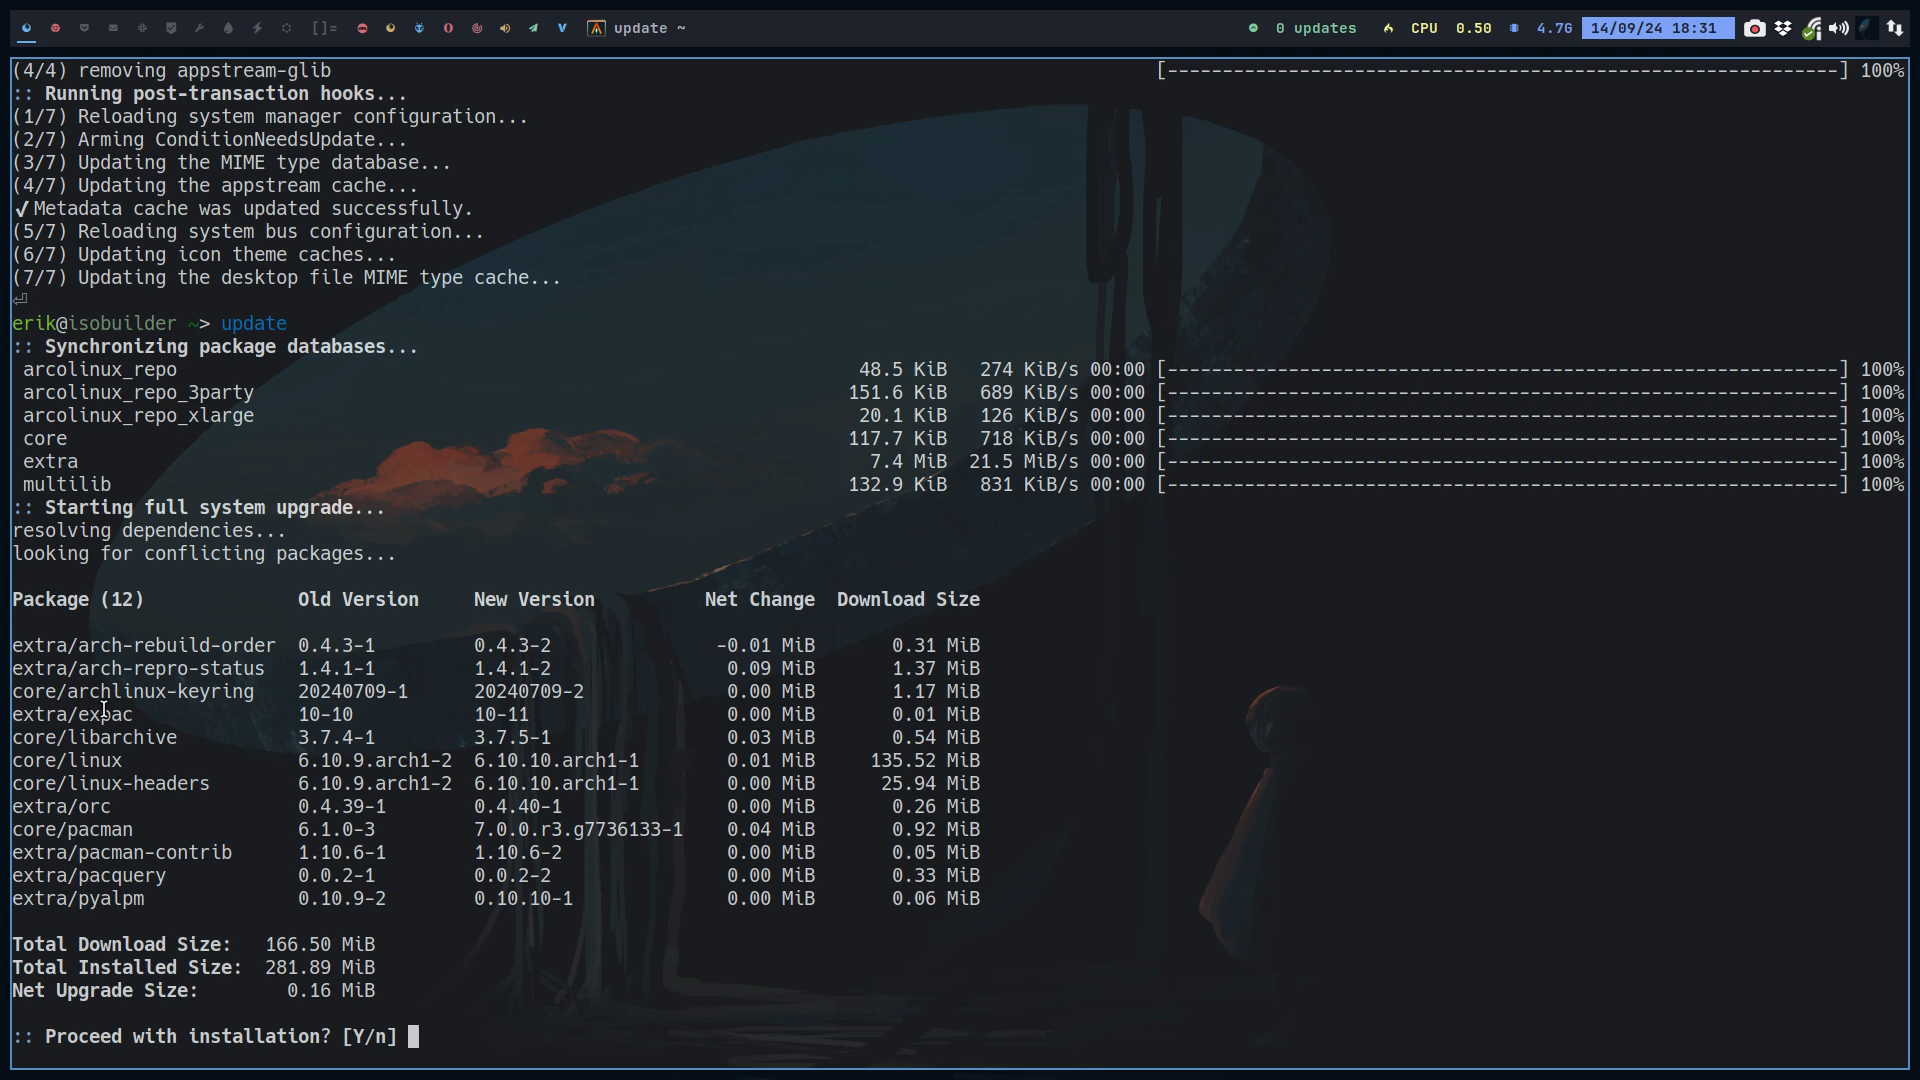 []= update ~ 0 updates CPU 0.50 4.7G 14/09/24 18:31
(4/4) removing appstream-glib [-------------------------------------------------------------] 100%
:: Running post-transaction hooks...
(1/7) Reloading system manager configuration...
(2/7) Arming ConditionNeedsUpdate...
(3/7) Updating the MIME type database...
(4/7) Updating the appstream cache...
✔Metadata cache was updated successfully.
(5/7) Reloading system bus configuration...
(6/7) Updating icon theme caches...
(7/7) Updating the desktop file MIME type cache...
⏎
erik@isobuilder ~> update
:: Synchronizing package databases...
arcolinux_repo 48.5 KiB 274 KiB/s 00:00 [-------------------------------------------------------------] 100%
arcolinux_repo_3party 151.6 KiB 689 KiB/s 00:00 [-------------------------------------------------------------] 100%
arcolinux_repo_xlarge 20.1 KiB 126 KiB/s 00:00 [-------------------------------------------------------------] 100%
core 117.7 KiB 718 KiB/s 00:00 [-------------------------------------------------------------] 100%
extra 7.4 MiB 21.5 MiB/s 00:00 [-------------------------------------------------------------] 100%
multilib 132.9 KiB 831 KiB/s 00:00 [-------------------------------------------------------------] 100%
:: Starting full system upgrade...
resolving dependencies...
looking for conflicting packages...
Package (12) Old Version New Version Net Change Download Size
extra/arch-rebuild-order 0.4.3-1 0.4.3-2 -0.01 MiB 0.31 MiB
extra/arch-repro-status 1.4.1-1 1.4.1-2 0.09 MiB 1.37 MiB
core/archlinux-keyring 20240709-1 20240709-2 0.00 MiB 1.17 MiB
extra/expac 10-10 10-11 0.00 MiB 0.01 MiB
core/libarchive 3.7.4-1 3.7.5-1 0.03 MiB 0.54 MiB
core/linux 6.10.9.arch1-2 6.10.10.arch1-1 0.01 MiB 135.52 MiB
core/linux-headers 6.10.9.arch1-2 6.10.10.arch1-1 0.00 MiB 25.94 MiB
extra/orc 0.4.39-1 0.4.40-1 0.00 MiB 0.26 MiB
core/pacman 6.1.0-3 7.0.0.r3.g7736133-1 0.04 MiB 0.92 MiB
extra/pacman-contrib 1.10.6-1 1.10.6-2 0.00 MiB 0.05 MiB
extra/pacquery 0.0.2-1 0.0.2-2 0.00 MiB 0.33 MiB
extra/pyalpm 0.10.9-2 0.10.10-1 0.00 MiB 0.06 MiB
Total Download Size: 166.50 MiB
Total Installed Size: 281.89 MiB
Net Upgrade Size: 0.16 MiB
:: Proceed with installation? [Y/n]